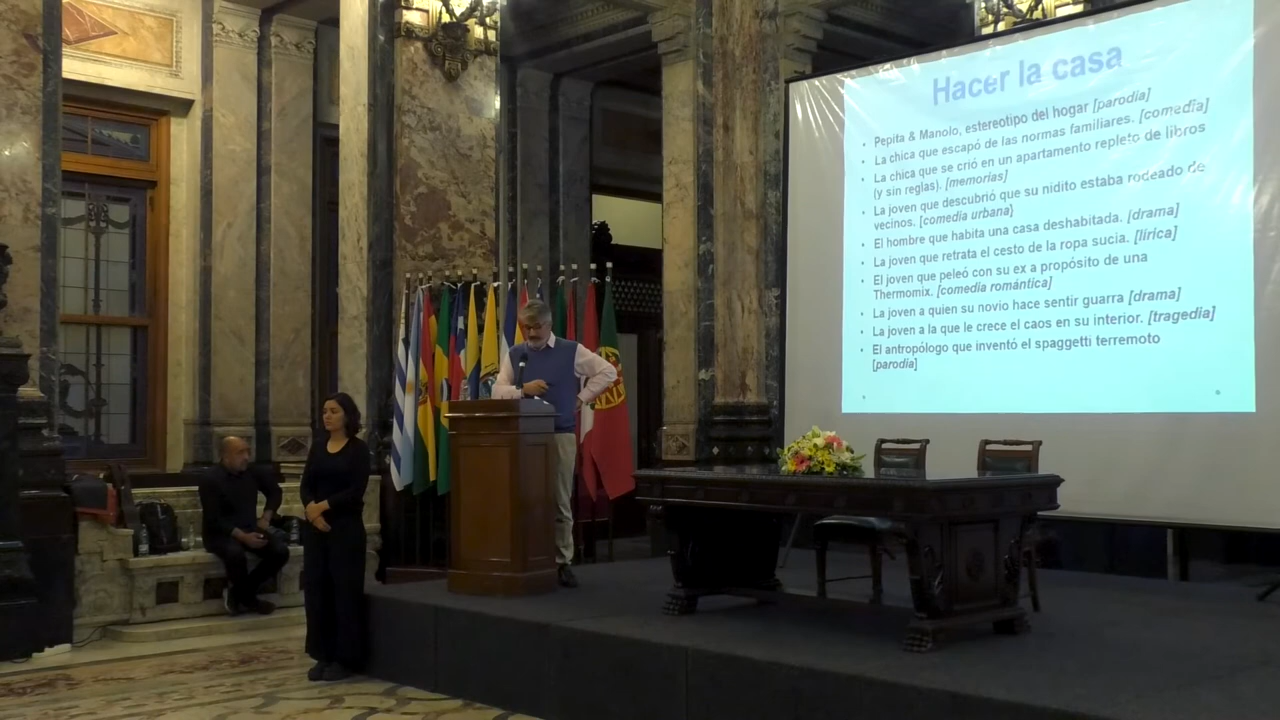 Hacer la casa
• Pepita & Manolo, estereotipo del hogar [parodia]
• La chica que escapó de las normas familiares. [comedia]
• La chica que se crió en un apartamento repleto de libros
(y sin reglas). [memorias]
• La joven que descubrió que su nidito estaba rodeado de
vecinos. [comedia urbana}
• El hombre que habita una casa deshabitada. [drama]
• La joven que retrata el cesto de la ropa sucia. [lírica]
• El joven que peleó con su ex a propósito de una
Thermomix. [comedia romántica]
• La joven a quien su novio hace sentir guarra [drama]
• La joven a la que le crece el caos en su interior. [tragedia]
• El antropólogo que inventó el spaggetti terremoto
[parodia]